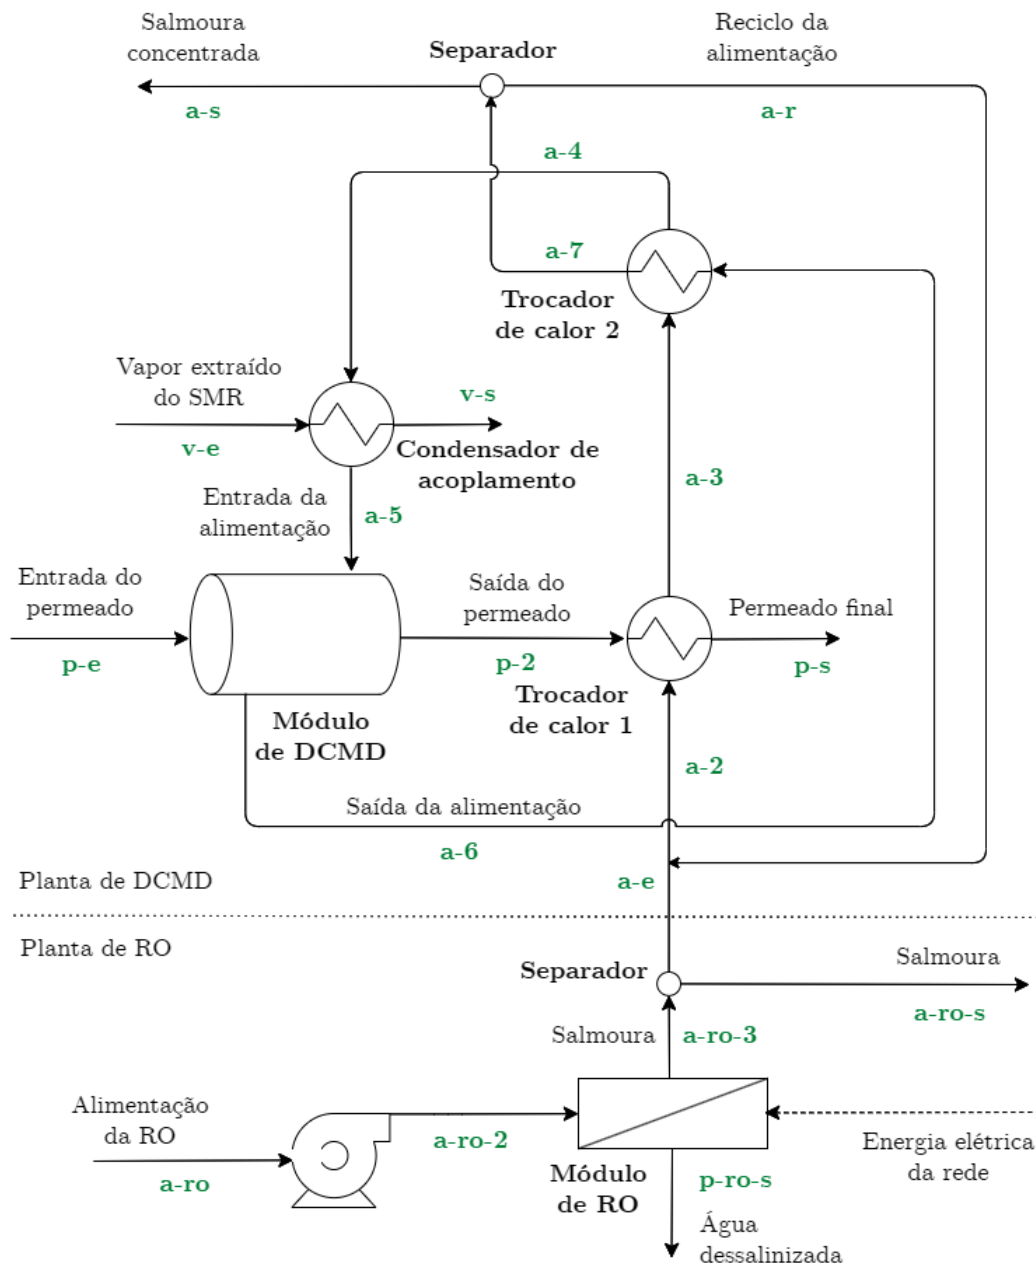 Salmoura
concentrada
a-s
Separador
Reciclo da
alimentação
a-r
a-4
a-7
Trocador
de calor 2
Vapor extraído
do SMR
v-e
v-s
Condensador de
acoplamento
a-3
Entrada da
alimentação
a-5
Entrada do
permeado
p-e
Saída do
permeado
p-2
Permeado final
p-s
Trocador
de calor 1
Módulo
de DCMD
a-2
Saída da alimentação
a-6
a-e
Planta de DCMD
Planta de RO
Separador
Salmoura
a-ro-s
Salmoura
a-ro-3
Alimentação
da RO
a-ro
a-ro-2
Energia elétrica
da rede
Módulo
de RO
p-ro-s
Água
dessalinizada